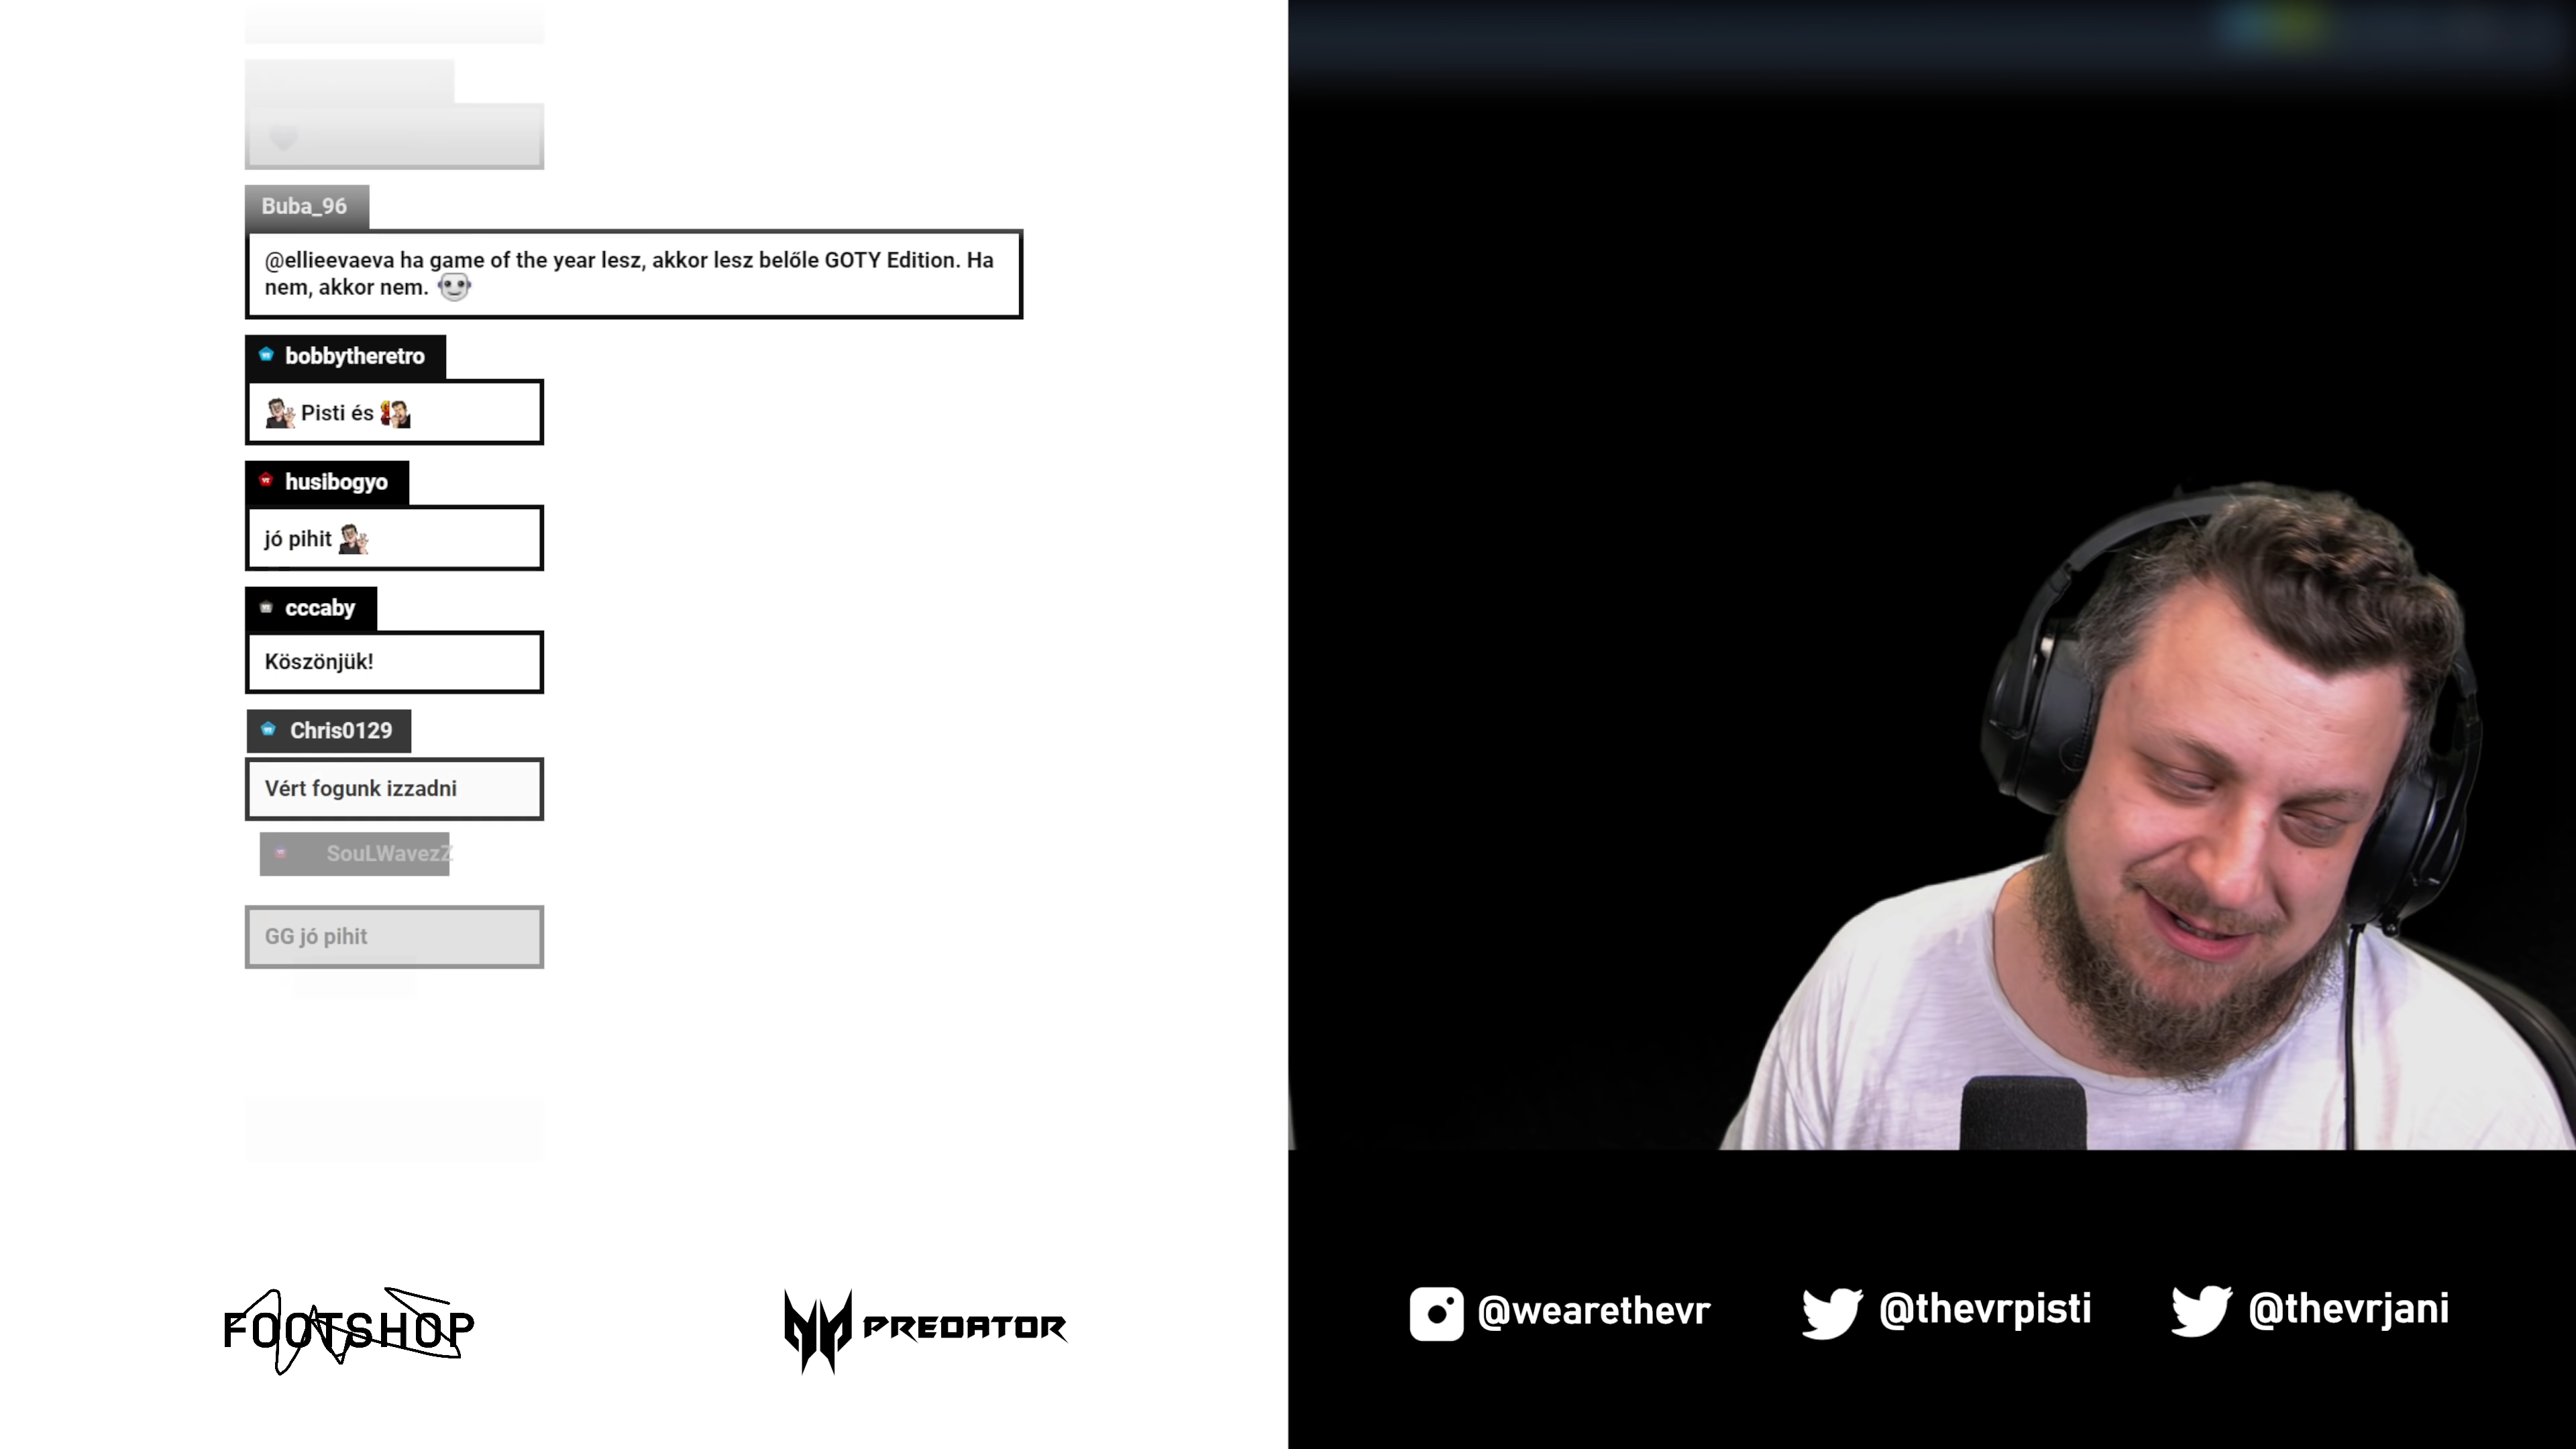 Buba_96
@ellieevaeva ha game of the year lesz, akkor lesz belőle GOTY Edition. Ha
nem, akkor nem.
bobbytheretro
Pisti és
husibogyo
jó pihit
cccaby
Köszönjük!
Chris0129
Vért fogunk izzadni
SouLWavezZ
GG jó pihit
FOOTSHOP
PREDATOR
@wearethevr
@thevrpisti
@thevrjani